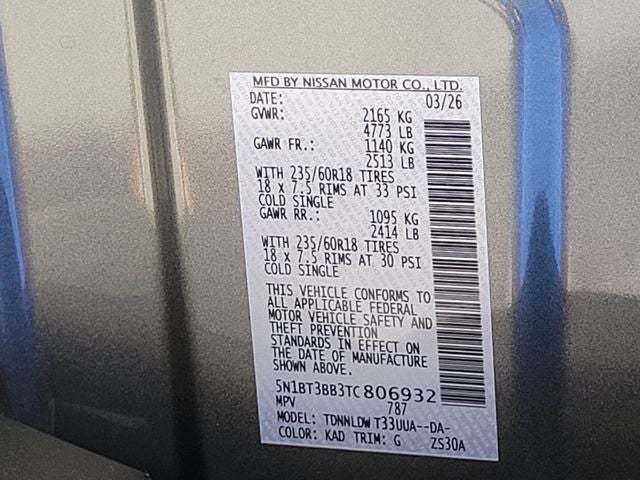 MFD BY NISSAN MOTOR CO., LTD.
DATE: 03/26
GVWR: 2165 KG
4773 LB
GAWR FR.: 1140 KG
2513 LB
WITH 235/60R18 TIRES
18 x 7.5 RIMS AT 33 PSI
COLD SINGLE
GAWR RR.: 1095 KG
2414 LB
WITH 235/60R18 TIRES
18 x 7.5 RIMS AT 30 PSI
COLD SINGLE
THIS VEHICLE CONFORMS TO
ALL APPLICABLE FEDERAL
MOTOR VEHICLE SAFETY AND
THEFT PREVENTION
STANDARDS IN EFFECT ON
THE DATE OF MANUFACTURE
SHOWN ABOVE.
5N1BT3BB3TC806932
MPV 787
MODEL: TDNNLDW T33UUA--DA-
COLOR: KAD TRIM: G ZS30A